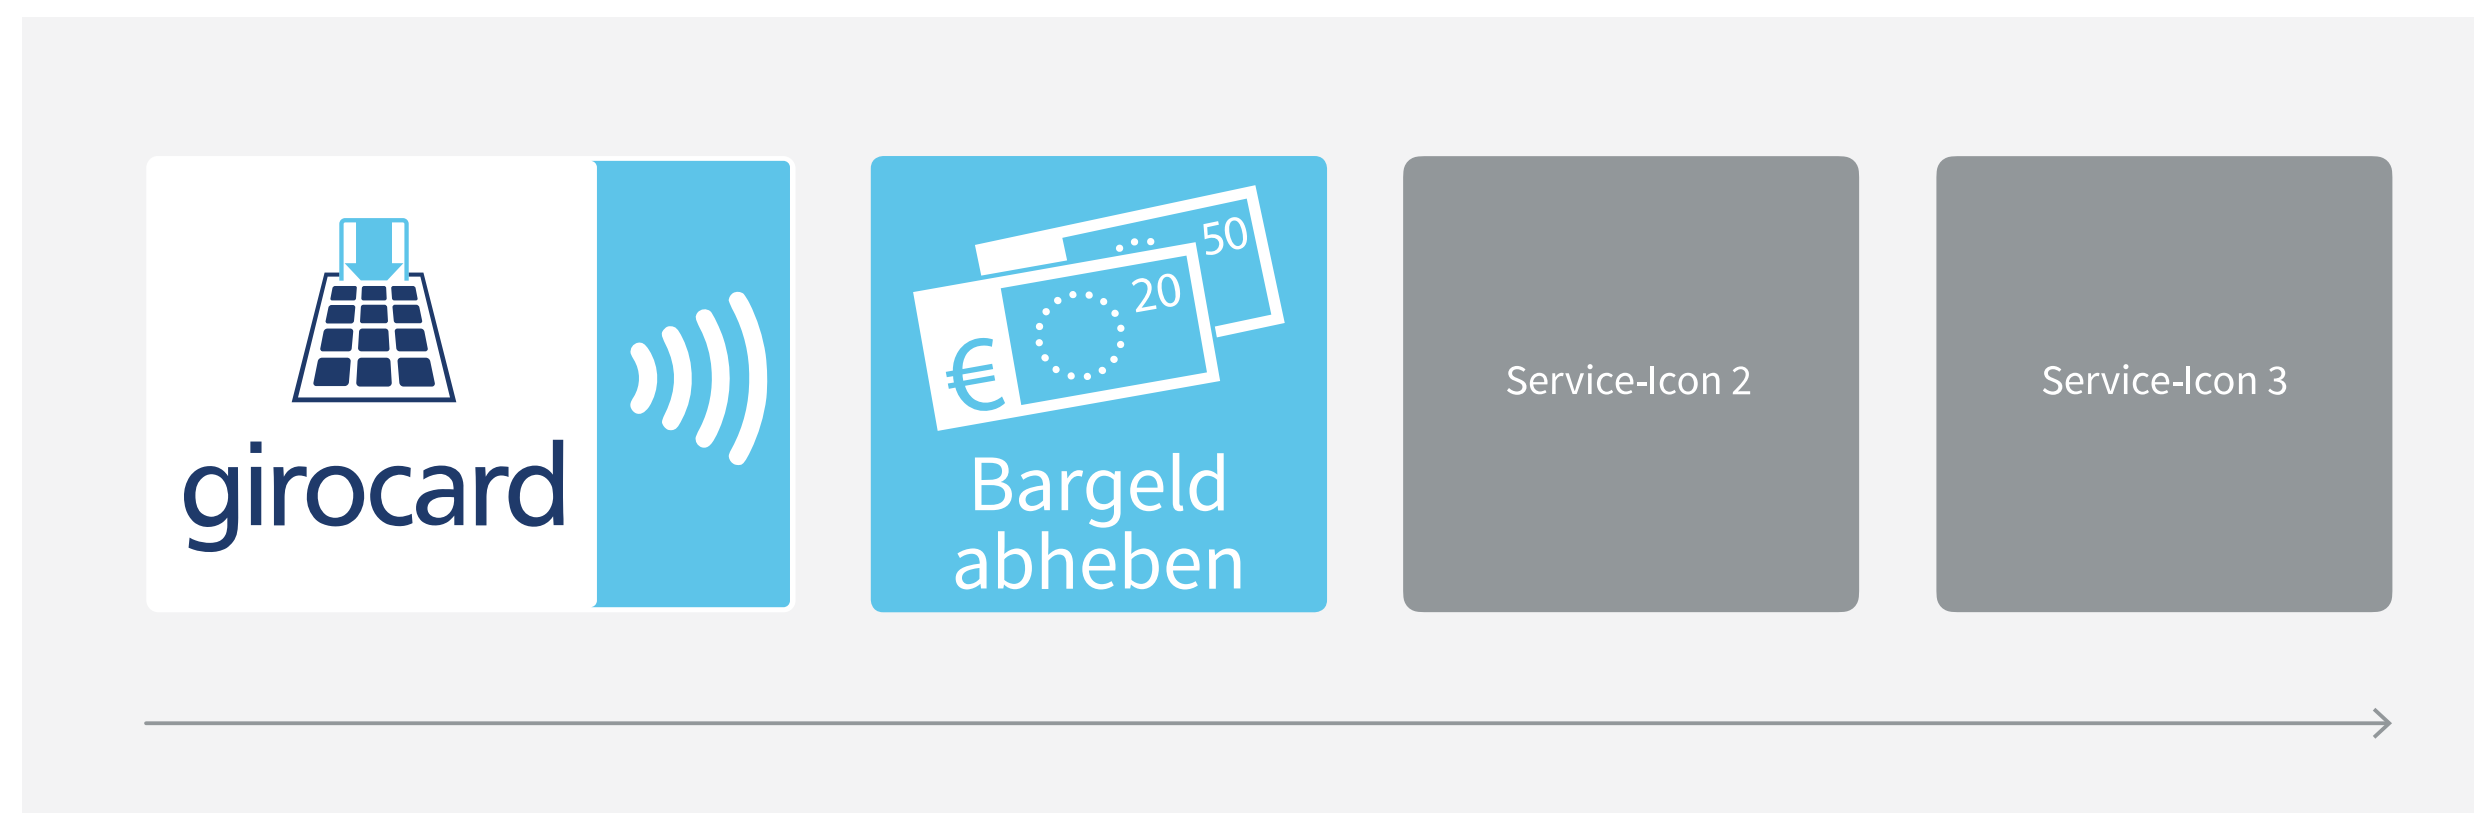 girocard
50
20
€
Bargeld
abheben
Service-Icon 2
Service-Icon 3